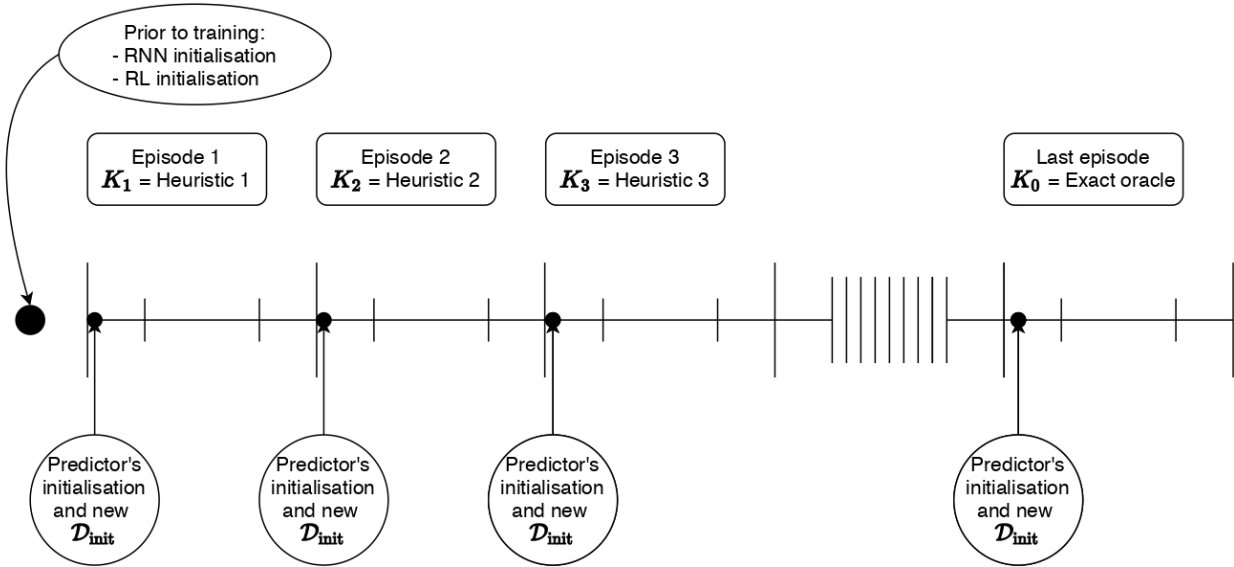 Prior to training:
- RNN initialisation
- RL initialisation
Episode 1
K₁ = Heuristic 1
Episode 2
K₂ = Heuristic 2
Episode 3
K₃ = Heuristic 3
Last episode
K₀ = Exact oracle
Predictor's
initialisation
and new
𝒟init
Predictor's
initialisation
and new
𝒟init
Predictor's
initialisation
and new
𝒟init
Predictor's
initialisation
and new
𝒟init